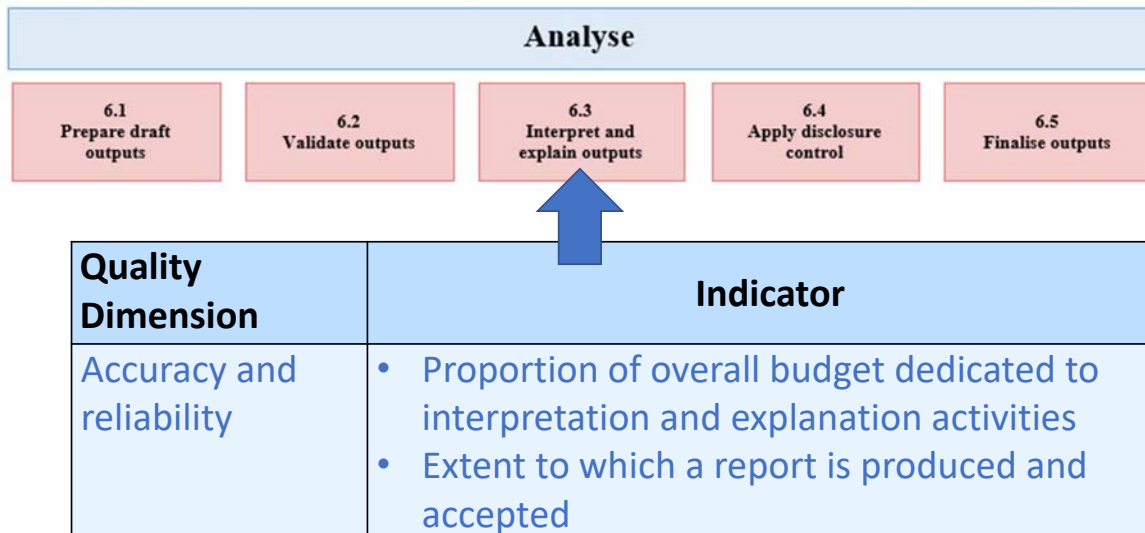 Analyse
6.1
Prepare draft
outputs
6.2
Validate outputs
6.3
Interpret and
explain outputs
6.4
Apply disclosure
control
6.5
Finalise outputs
Quality
Dimension
Indicator
Accuracy and
reliability
• Proportion of overall budget dedicated to
interpretation and explanation activities
• Extent to which a report is produced and
accepted